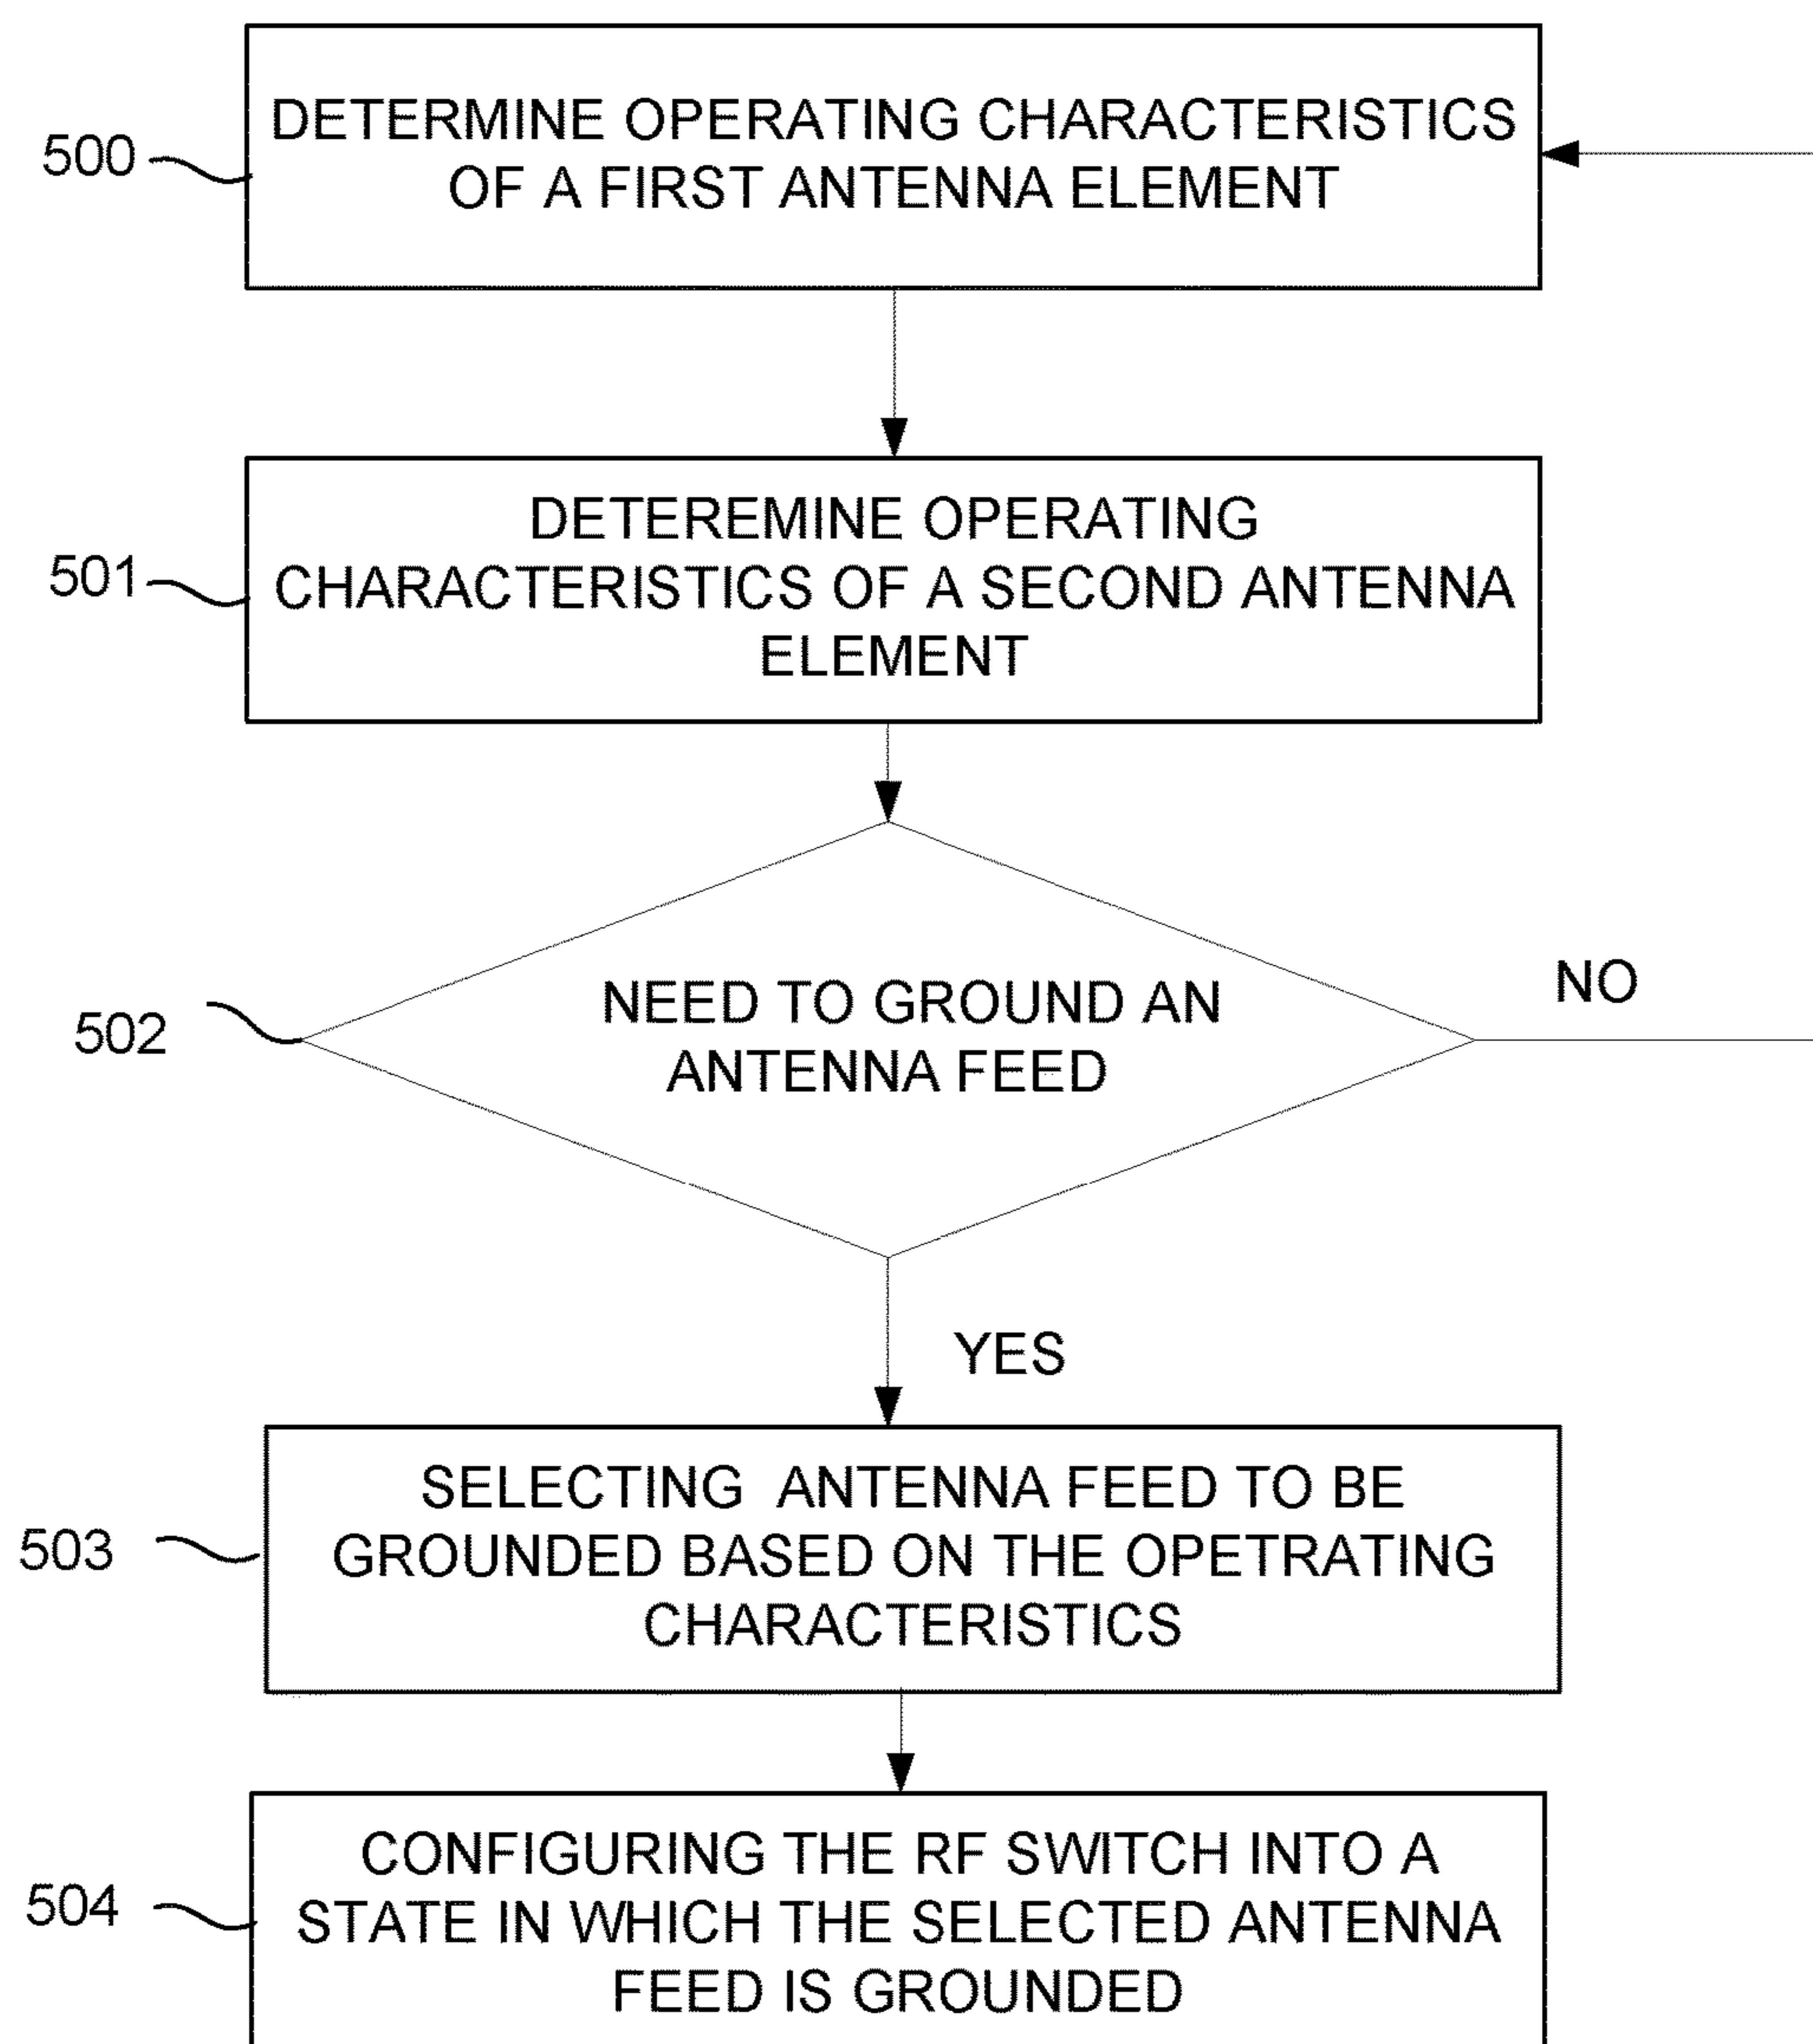 500
DETERMINE OPERATING CHARACTERISTICS
OF A FIRST ANTENNA ELEMENT
501
DETEREMINE OPERATING
CHARACTERISTICS OF A SECOND ANTENNA
ELEMENT
502
NEED TO GROUND AN
ANTENNA FEED
NO
YES
503
SELECTING ANTENNA FEED TO BE
GROUNDED BASED ON THE OPETRATING
CHARACTERISTICS
504
CONFIGURING THE RF SWITCH INTO A
STATE IN WHICH THE SELECTED ANTENNA
FEED IS GROUNDED